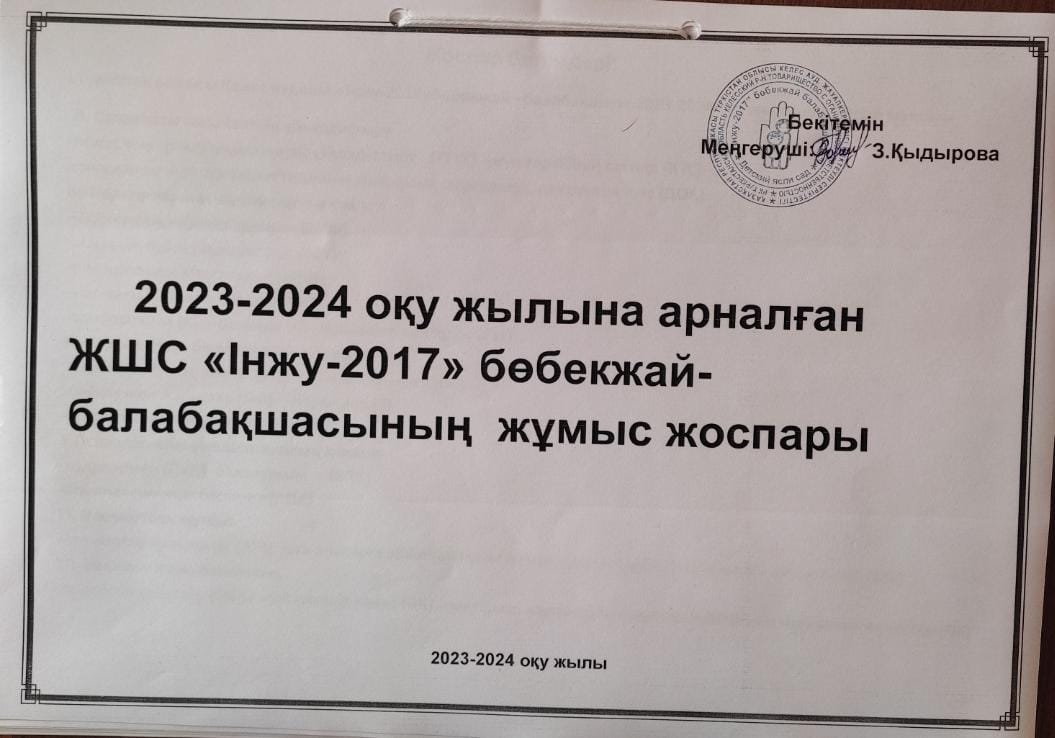 Бекітемін
Меңгеруші: З.Қыдырова
2023-2024 оқу жылына арналған
ЖШС «Інжу-2017» бөбекжай-
балабақшасының жұмыс жоспары
2023-2024 оқу жылы